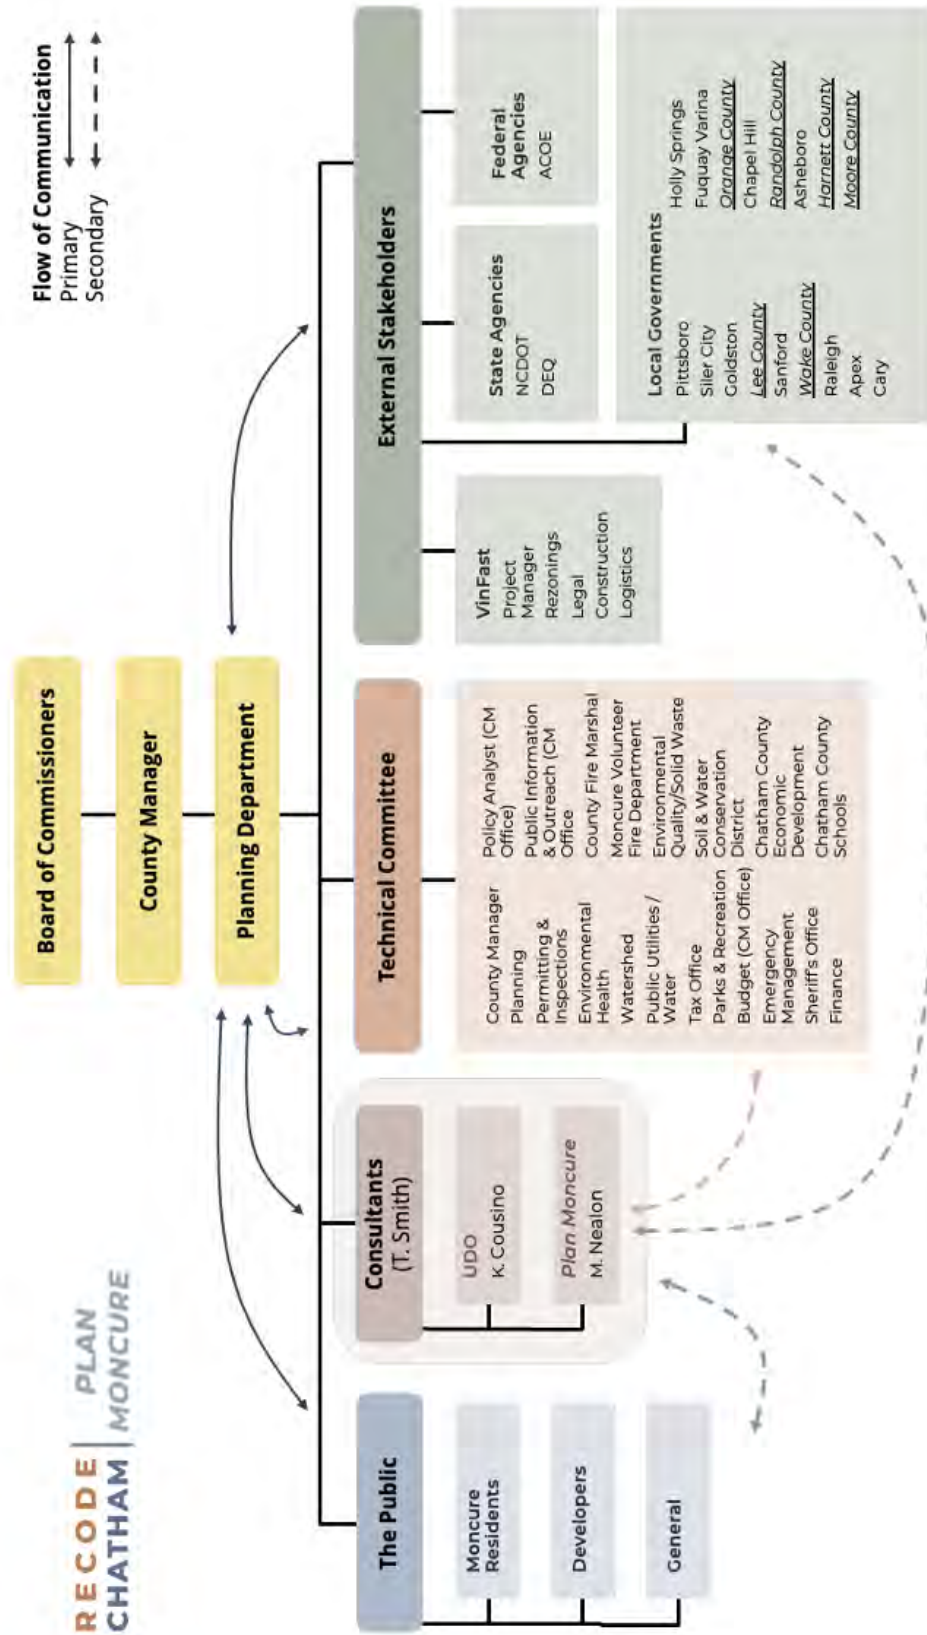 RECODE
CHATHAM
PLAN
MONCURE
Flow of Communication
Primary
Secondary
Board of Commissioners
County Manager
Planning Department
The Public
Moncure
Residents
Developers
General
Consultants
(T. Smith)
UDO
K. Cousino
Plan Moncure
M. Nealon
Technical Committee
County Manager
Planning
Permitting &
Inspections
Environmental
Health
Watershed
Public Utilities /
Water
Tax Office
Parks & Recreation
Budget (CM Office)
Emergency
Management
Sheriff's Office
Finance
Policy Analyst (CM
Office)
Public Information
& Outreach (CM
Office
County Fire Marshal
Moncure Volunteer
Fire Department
Environmental
Quality/Solid Waste
Soil & Water
Conservation
District
Chatham County
Economic
Development
Chatham County
Schools
External Stakeholders
VinFast
Project
Manager
Rezonings
Legal
Construction
Logistics
State Agencies
NCDOT
DEQ
Federal
Agencies
ACOE
Local Governments
Pittsboro
Siler City
Goldston
Lee County
Sanford
Wake County
Raleigh
Apex
Cary
Holly Springs
Fuquay Varina
Orange County
Chapel Hill
Randolph County
Asheboro
Harnett County
Moore County